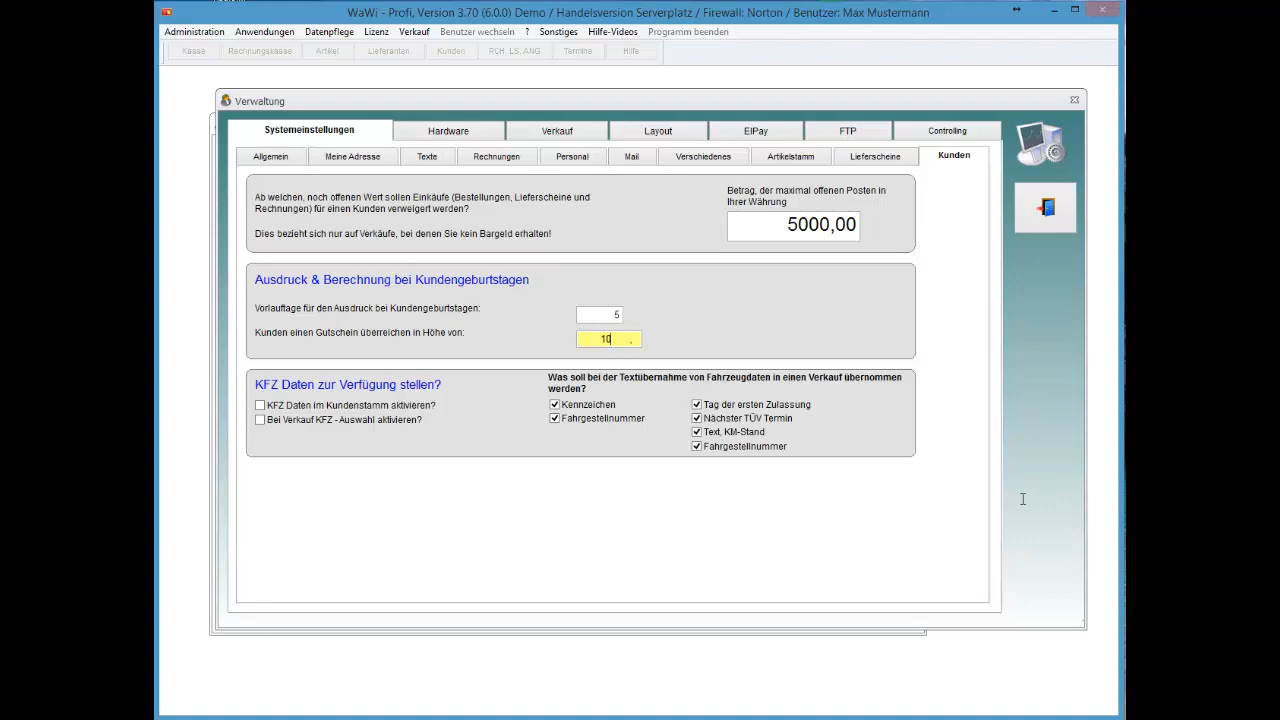 WaWi - Profi, Version 3.70 (6.0.0) Demo / Handelsversion Serverplatz / Firewall: Norton / Benutzer: Max Mustermann
Administration Anwendungen Datenpflege Lizenz Verkauf Benutzer wechseln ? Sonstiges Hilfe-Videos Programm beenden
Kasse Rechnungskasse Artikel Lieferanten Kunden RCH, LS, ANG Termine Hilfe
Verwaltung
Systemeinstellungen Hardware Verkauf Layout ElPay FTP Controlling
Allgemein Meine Adresse Texte Rechnungen Personal Mail Verschiedenes Artikelstamm Lieferscheine Kunden
Ab welchen, noch offenen Wert sollen Einkäufe (Bestellungen, Lieferscheine und
Rechnungen) für einen Kunden verweigert werden?
Dies bezieht sich nur auf Verkäufe, bei denen Sie kein Bargeld erhalten!
Betrag, der maximal offenen Posten in
Ihrer Währung
5000,00
Ausdruck & Berechnung bei Kundengeburtstagen
Vorlauftage für den Ausdruck bei Kundengeburtstagen: 5
Kunden einen Gutschein überreichen in Höhe von: 10 ,
KFZ Daten zur Verfügung stellen?
KFZ Daten im Kundenstamm aktivieren?
Bei Verkauf KFZ - Auswahl aktivieren?
Was soll bei der Textübernahme von Fahrzeugdaten in einen Verkauf übernommen
werden?
Kennzeichen Tag der ersten Zulassung
Fahrgestellnummer Nächster TÜV Termin
Text, KM-Stand
Fahrgestellnummer